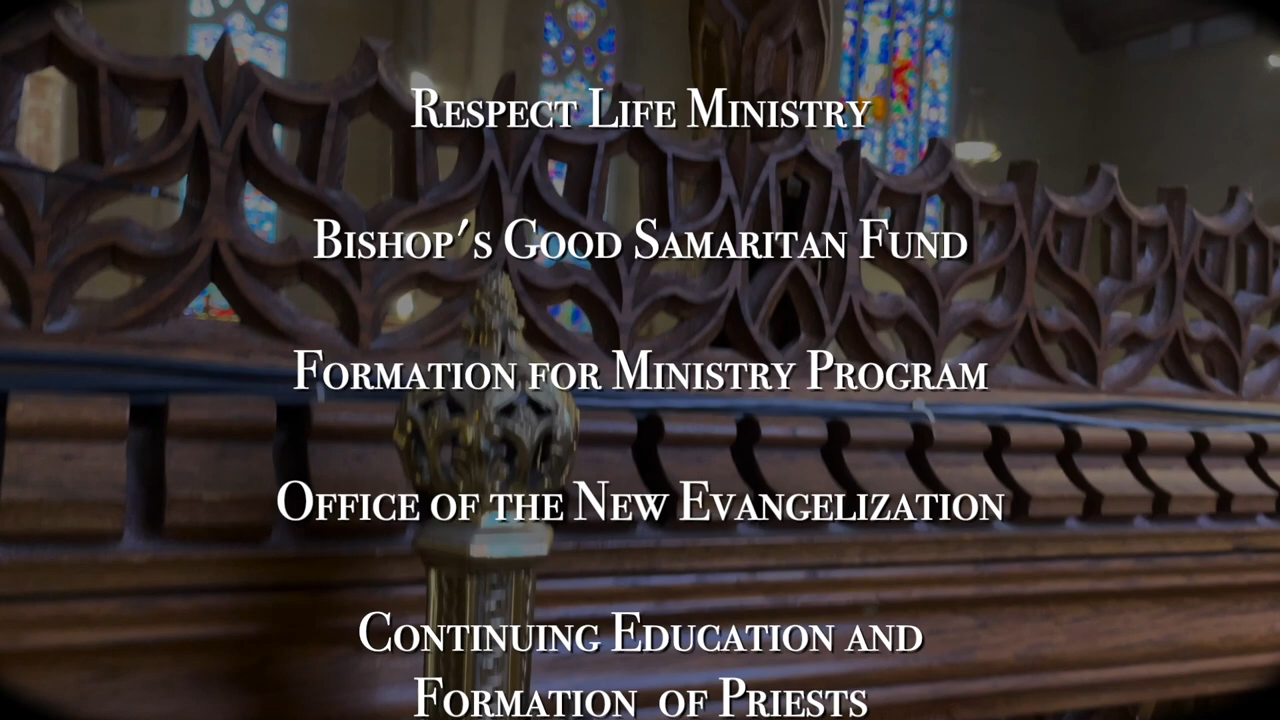 Respect Life Ministry
Bishop's Good Samaritan Fund
Formation for Ministry Program
Office of the New Evangelization
Continuing Education and
Formation of Priests